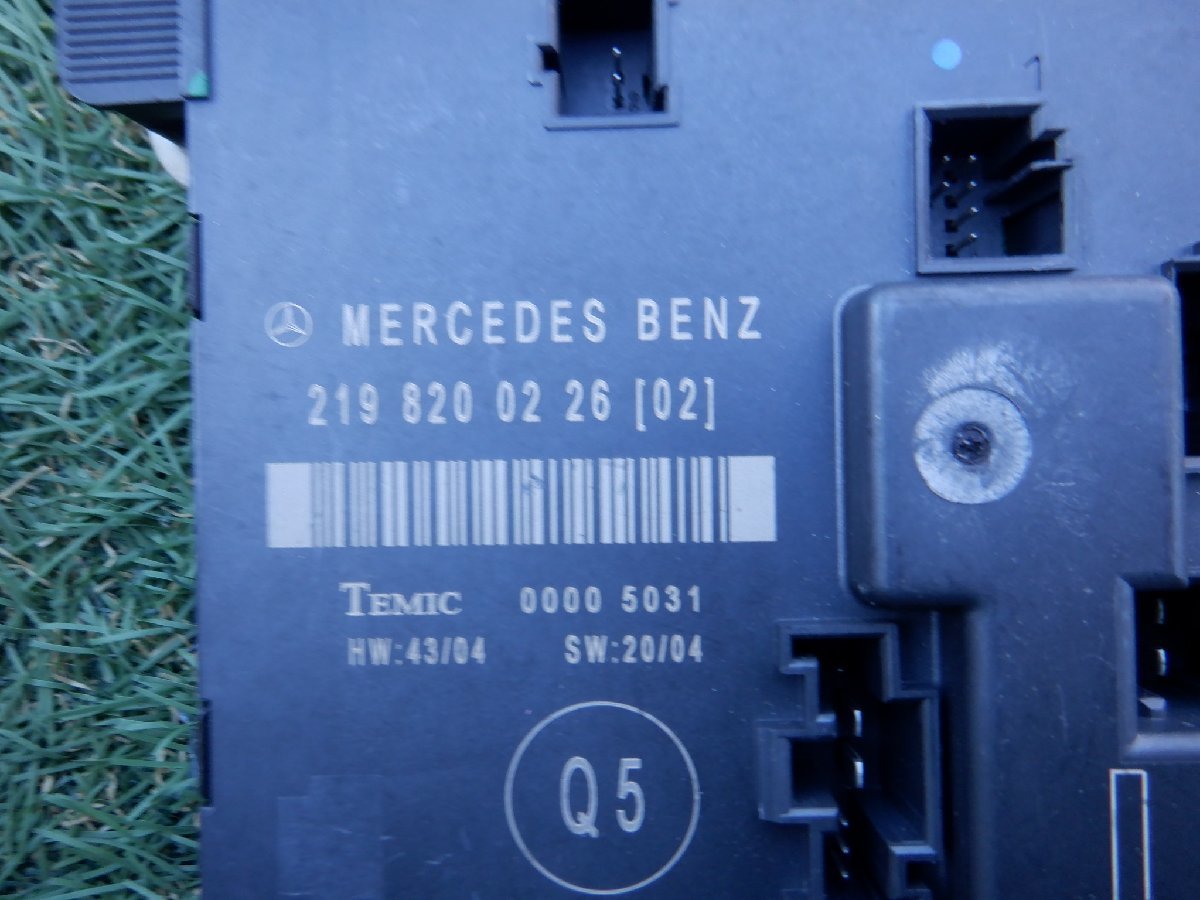 MERCEDES BENZ
219 820 02 26 [02]
TEMIC 0000 5031
HW:43/04 SW:20/04
Q5